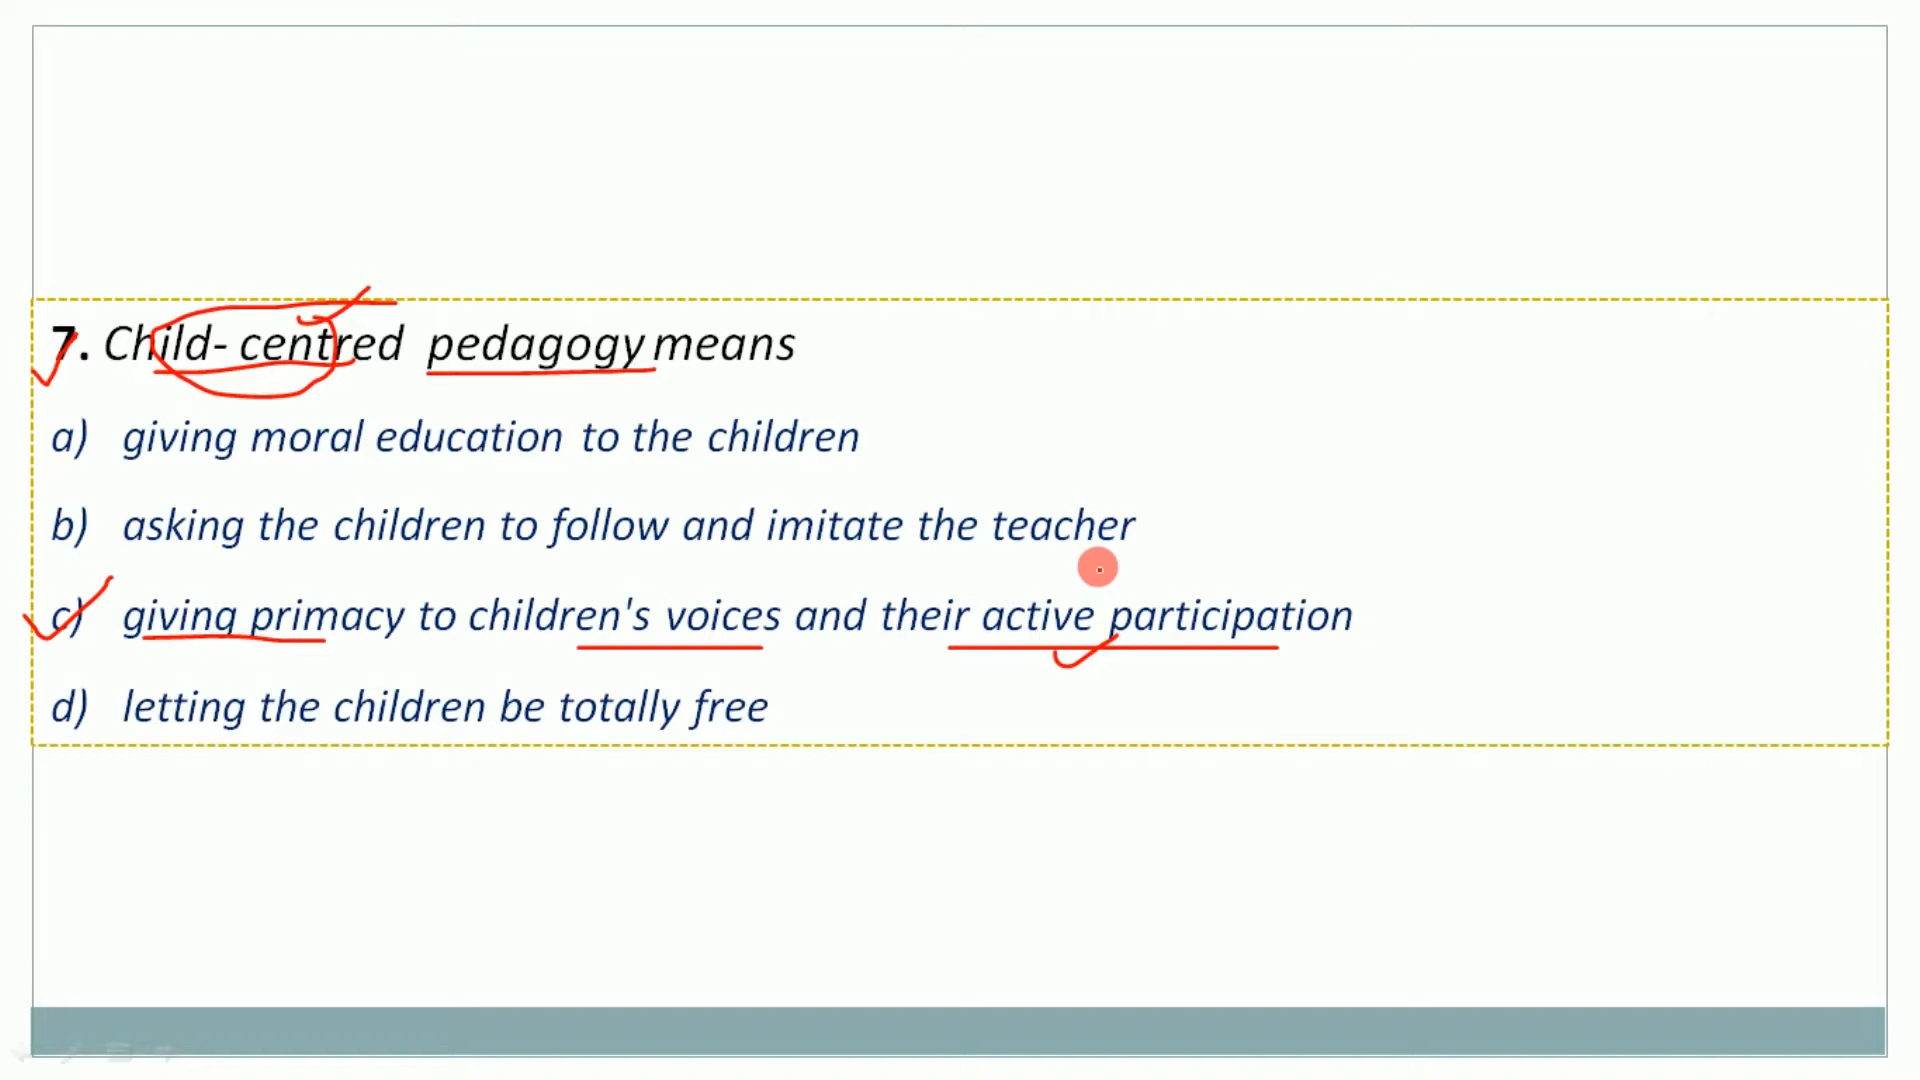 7. Child- centred pedagogy means
a) giving moral education to the children
b) asking the children to follow and imitate the teacher
c) giving primacy to children's voices and their active participation
d) letting the children be totally free